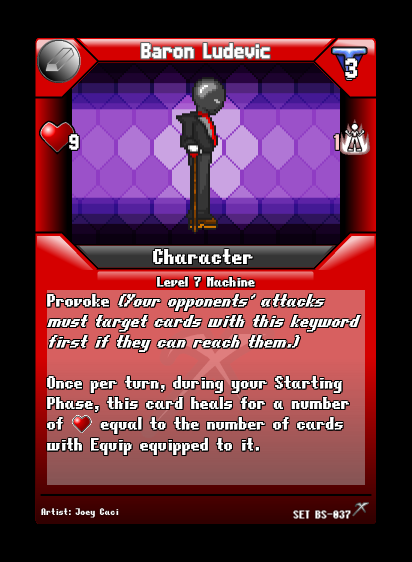 Baron Ludevic
3
9
1
Character
Level 7 Machine
Provoke (Your opponents' attacks
must target cards with this keyword
first if they can reach them.)
Once per turn, during your Starting
Phase, this card heals for a number
of equal to the number of cards
with Equip equipped to it.
Artist: Joey Caci
SET BS-037